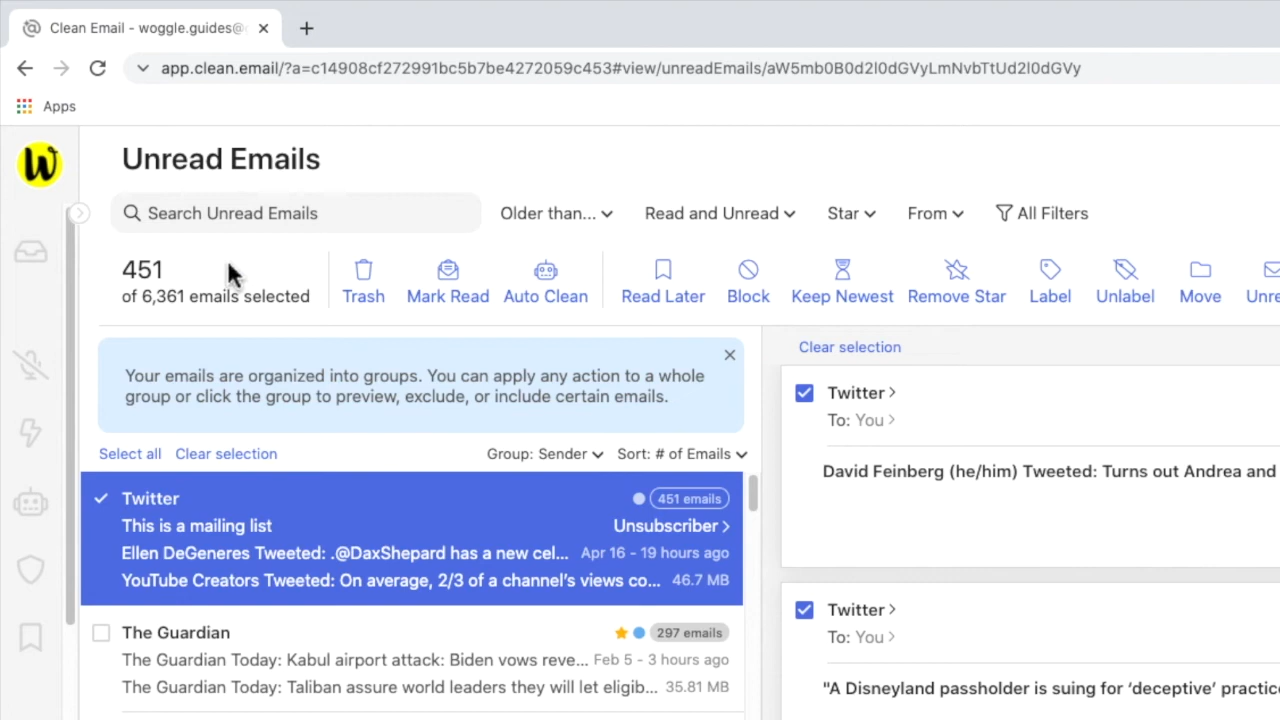 Clean Email - woggle.guides@
app.clean.email/?a=c14908cf272991bc5b7be4272059c453#view/unreadEmails/aW5mb0B0d2l0dGVyLmNvbTtUd2l0dGVy
Apps
W
Unread Emails
Search Unread Emails
Older than...
Read and Unread
Star
From
All Filters
451
of 6,361 emails selected
Trash
Mark Read
Auto Clean
Read Later
Block
Keep Newest
Remove Star
Label
Unlabel
Move
Unre
Your emails are organized into groups. You can apply any action to a whole
group or click the group to preview, exclude, or include certain emails.
Select all
Clear selection
Group: Sender
Sort: # of Emails
Twitter
451 emails
This is a mailing list
Unsubscriber >
Ellen DeGeneres Tweeted: .@DaxShepard has a new cel...
Apr 16 - 19 hours ago
YouTube Creators Tweeted: On average, 2/3 of a channel’s views co...
46.7 MB
The Guardian
297 emails
The Guardian Today: Kabul airport attack: Biden vows reve...
Feb 5 - 3 hours ago
The Guardian Today: Taliban assure world leaders they will let eligib...
35.81 MB
Clear selection
Twitter >
To: You >
David Feinberg (he/him) Tweeted: Turns out Andrea and
Twitter >
To: You >
"A Disneyland passholder is suing for ‘deceptive’ practice